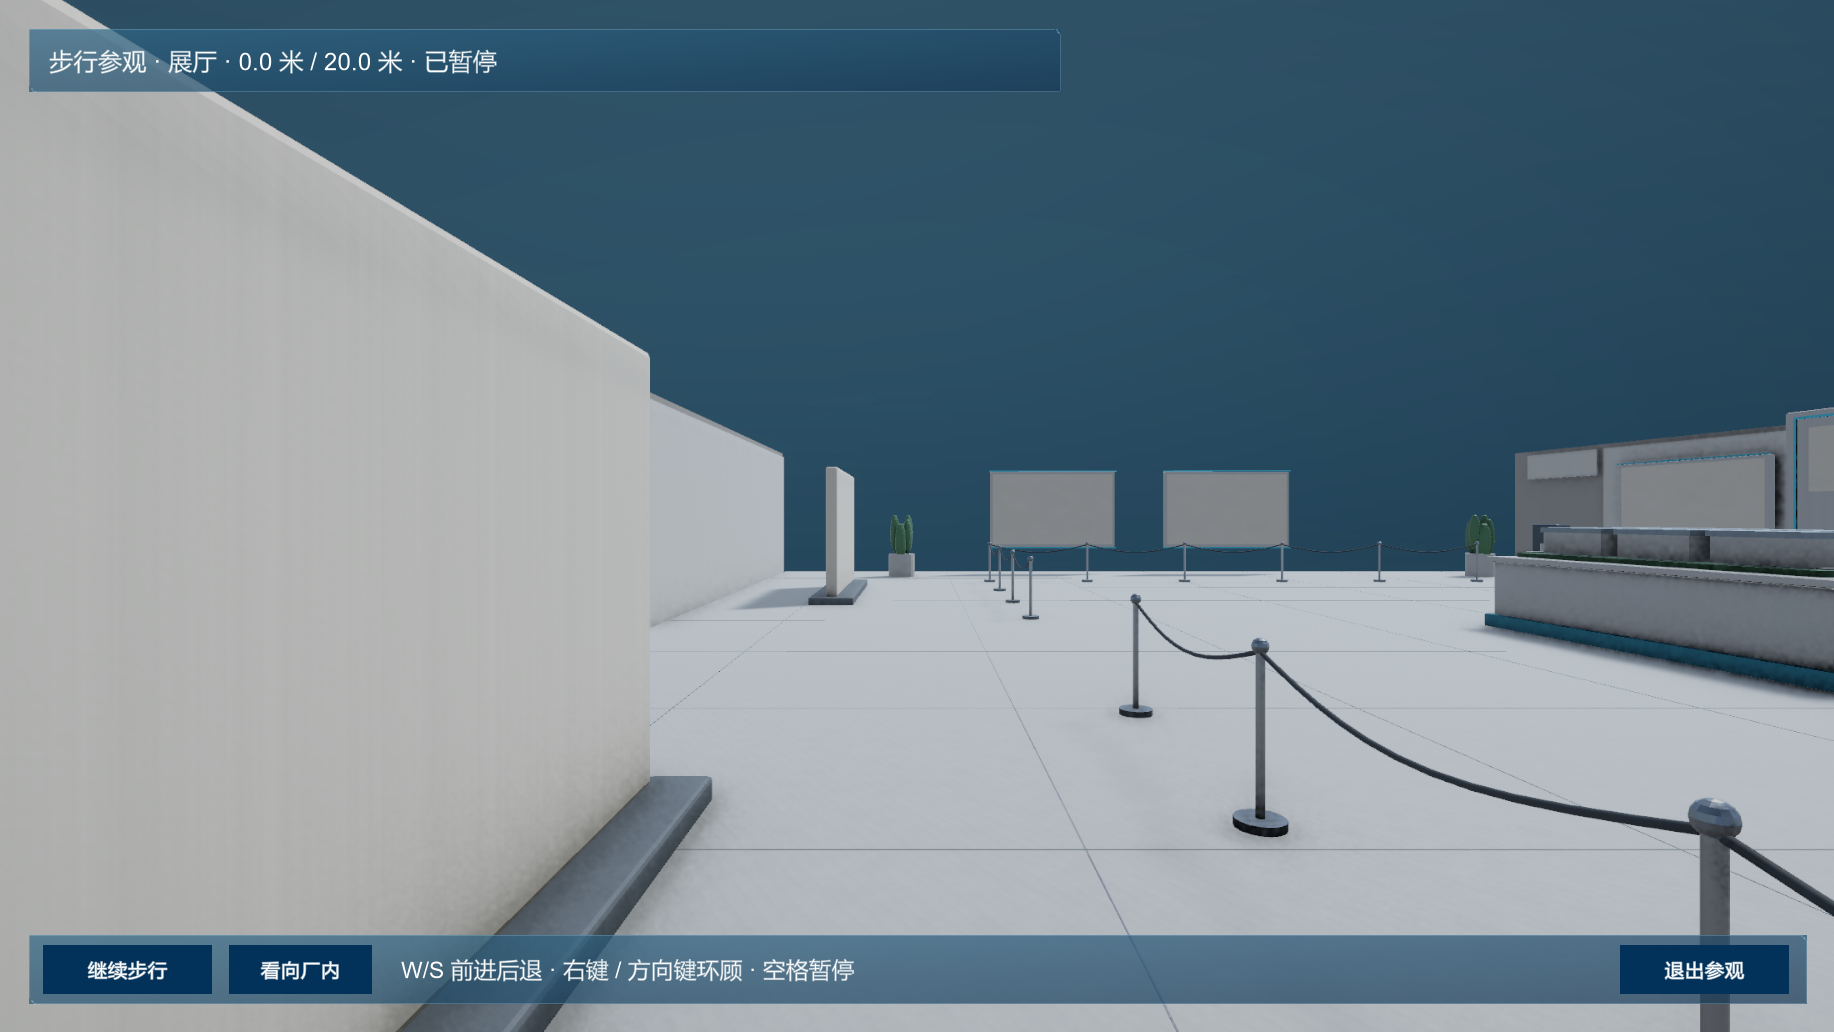 步行参观 · 展厅 · 0.0 米 / 20.0 米 · 已暂停
继续步行
看向厂内
W/S 前进后退 · 右键 / 方向键环顾 · 空格暂停
退出参观